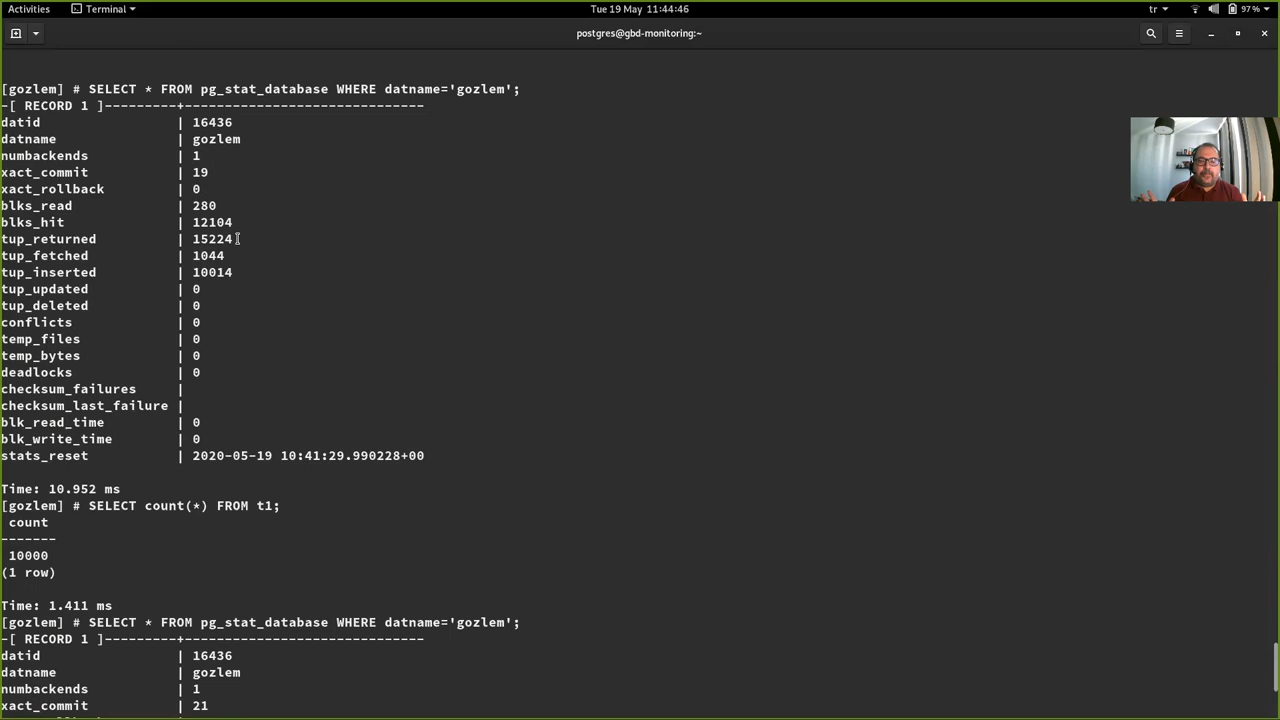 Activities Terminal Tue 19 May 11:44:46 tr 97%
postgres@gbd-monitoring:~
[gozlem] # SELECT * FROM pg_stat_database WHERE datname='gozlem';
-[ RECORD 1 ]---------+------------------------------
datid | 16436
datname | gozlem
numbackends | 1
xact_commit | 19
xact_rollback | 0
blks_read | 280
blks_hit | 12104
tup_returned | 15224
tup_fetched | 1044
tup_inserted | 10014
tup_updated | 0
tup_deleted | 0
conflicts | 0
temp_files | 0
temp_bytes | 0
deadlocks | 0
checksum_failures |
checksum_last_failure |
blk_read_time | 0
blk_write_time | 0
stats_reset | 2020-05-19 10:41:29.990228+00
Time: 10.952 ms
[gozlem] # SELECT count(*) FROM t1;
count
-------
10000
(1 row)
Time: 1.411 ms
[gozlem] # SELECT * FROM pg_stat_database WHERE datname='gozlem';
-[ RECORD 1 ]---------+------------------------------
datid | 16436
datname | gozlem
numbackends | 1
xact_commit | 21